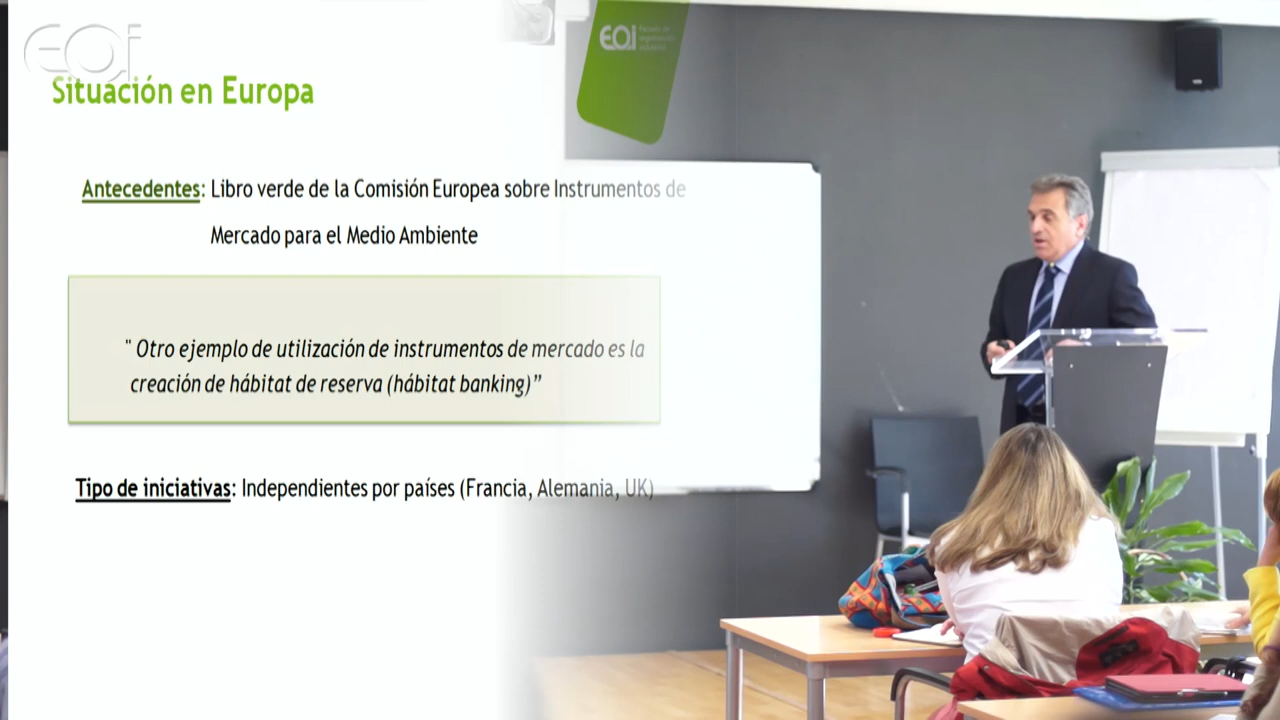 eoi
eoi
Situación en Europa
Antecedentes: Libro verde de la Comisión Europea sobre Instrumentos de
Mercado para el Medio Ambiente
" Otro ejemplo de utilización de instrumentos de mercado es la
creación de hábitat de reserva (hábitat banking)”
Tipo de iniciativas: Independientes por países (Francia, Alemania, UK)